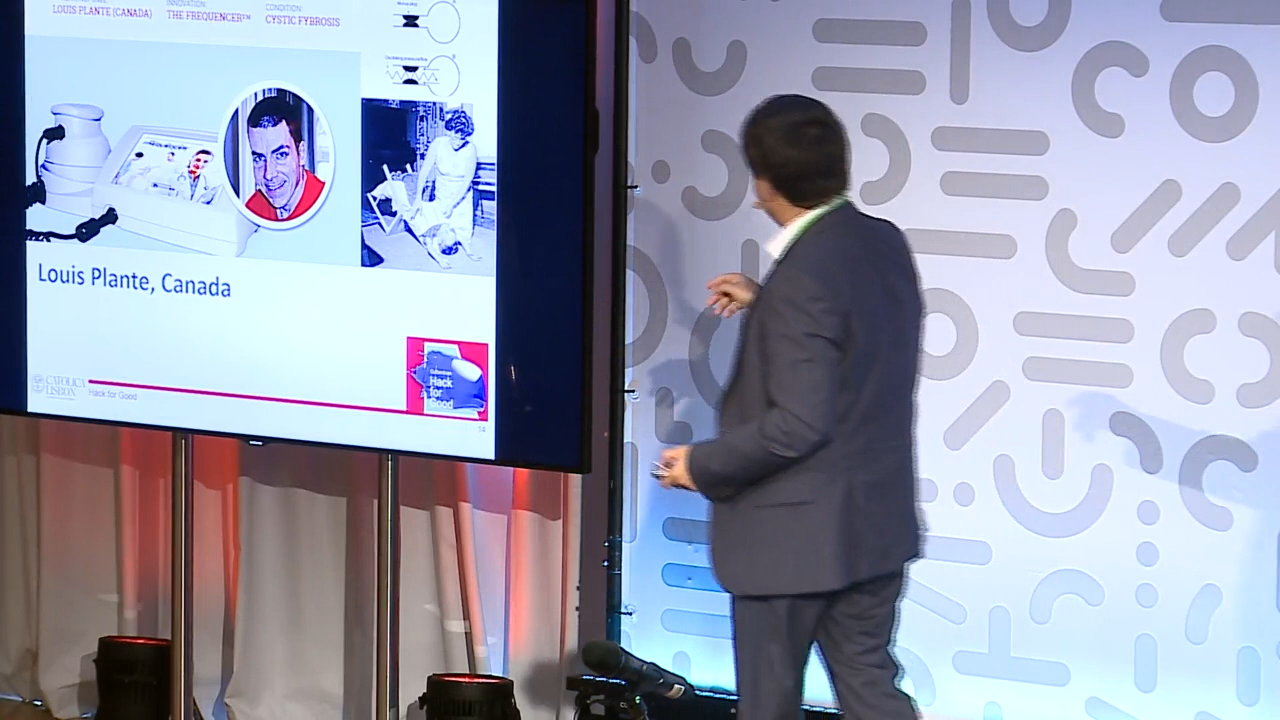 INNOVATION: CONDITION:
LOUIS PLANTE (CANADA) THE FREQUENCER™ CYSTIC FYBROSIS
Louis Plante, Canada
Hack
for
Good
CATOLICA
LISBON
Hack for Good
14